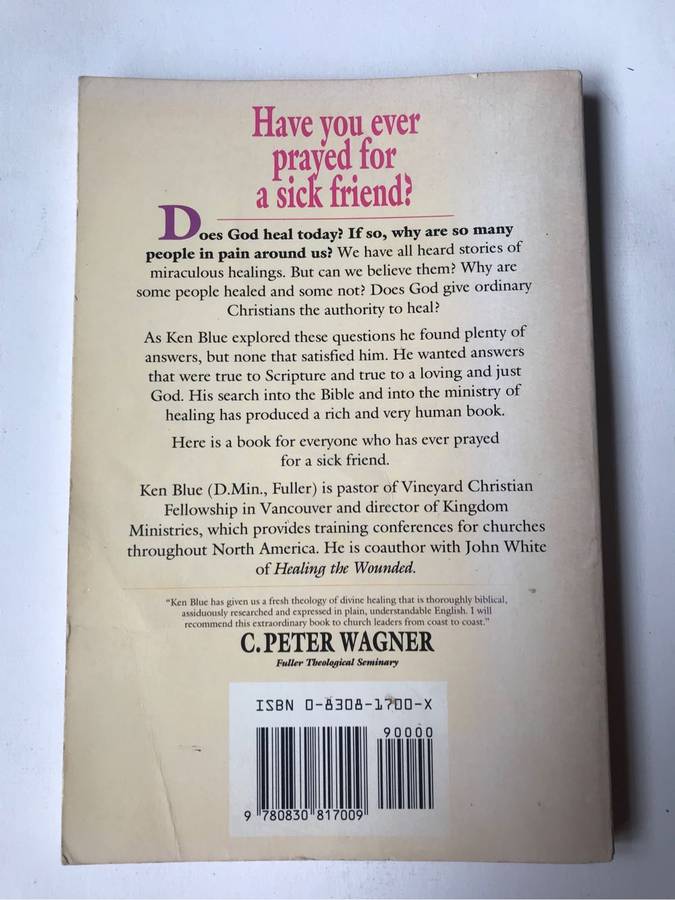 Have you ever
prayed for
a sick friend?
Does God heal today? If so, why are so many
people in pain around us? We have all heard stories of
miraculous healings. But can we believe them? Why are
some people healed and some not? Does God give ordinary
Christians the authority to heal?
As Ken Blue explored these questions he found plenty of
answers, but none that satisfied him. He wanted answers
that were true to Scripture and true to a loving and just
God. His search into the Bible and into the ministry of
healing has produced a rich and very human book.
Here is a book for everyone who has ever prayed
for a sick friend.
Ken Blue (D.Min., Fuller) is pastor of Vineyard Christian
Fellowship in Vancouver and director of Kingdom
Ministries, which provides training conferences for churches
throughout North America. He is coauthor with John White
of Healing the Wounded.
"Ken Blue has given us a fresh theology of divine healing that is thoroughly biblical,
assiduously researched and expressed in plain, understandable English. I will
recommend this extraordinary book to church leaders from coast to coast."
C. PETER WAGNER
Fuller Theological Seminary
ISBN 0-8308-1700-X
90000
9 780830 817009